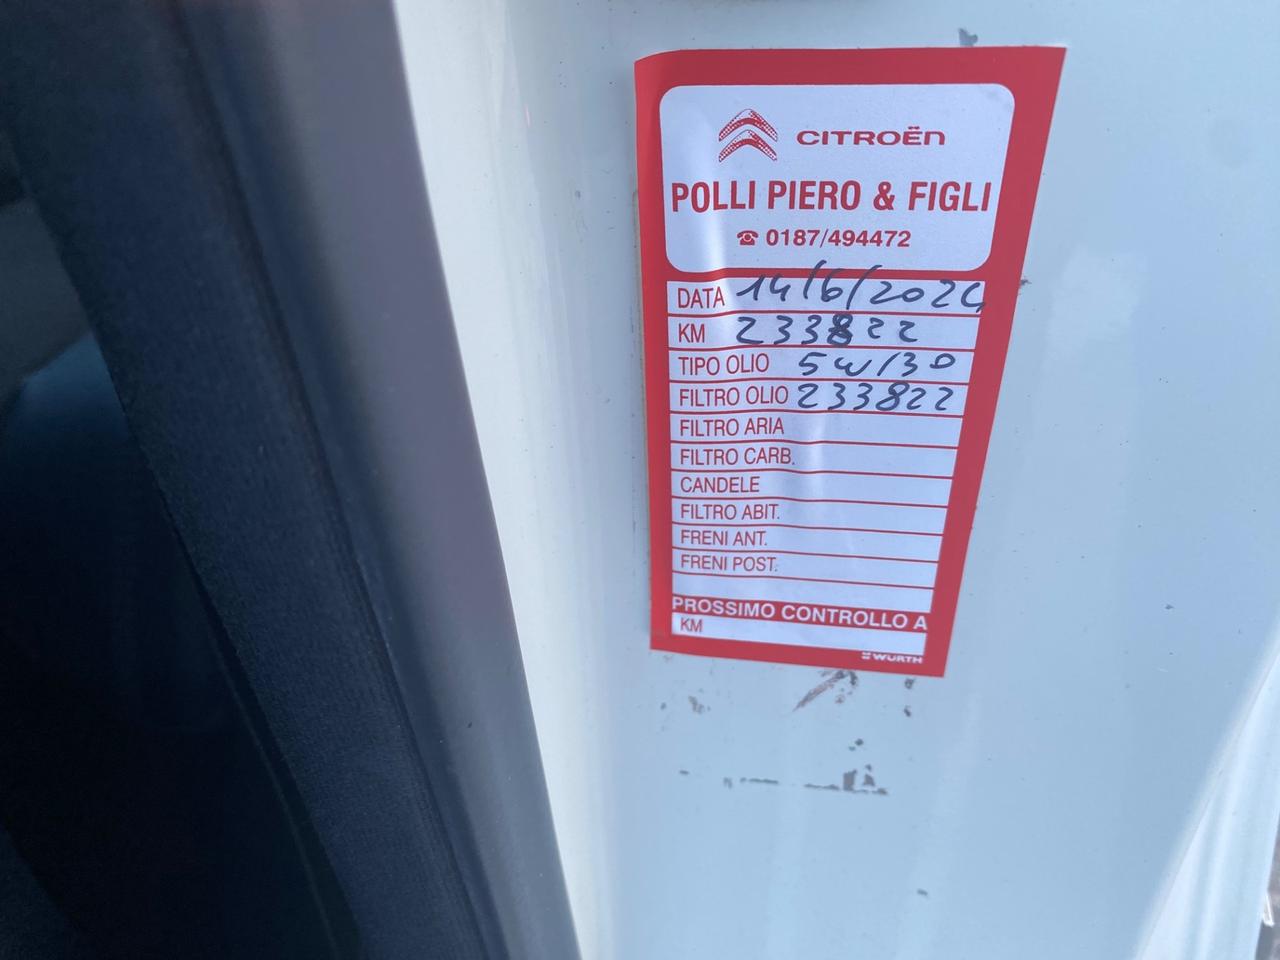 CITROËN
POLLI PIERO & FIGLI
☎ 0187/494472
DATA 14/6/2024
KM 233822
TIPO OLIO 5W/30
FILTRO OLIO 233822
FILTRO ARIA
FILTRO CARB.
CANDELE
FILTRO ABIT.
FRENI ANT.
FRENI POST.
PROSSIMO CONTROLLO A
KM
WÜRTH